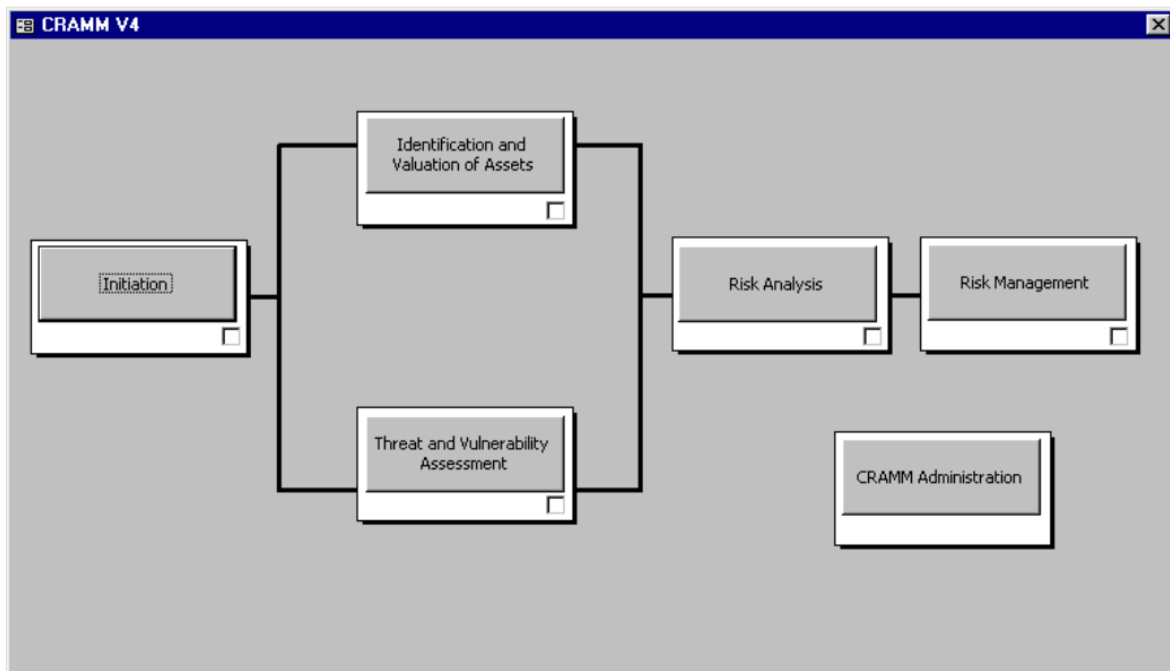 CRAMM V4
Identification and
Valuation of Assets
Initiation
Risk Analysis
Risk Management
Threat and Vulnerability
Assessment
CRAMM Administration